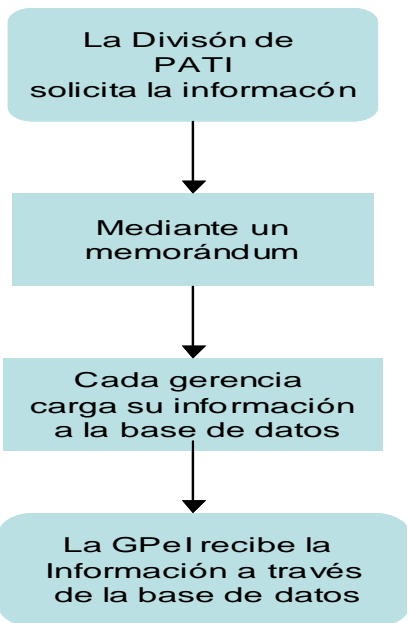 La Divisón de
PATI
solicita la informacón
Mediante un
memorándum
Cada gerencia
carga su información
a la base de datos
La GPeI recibe la
Información a través
de la base de datos